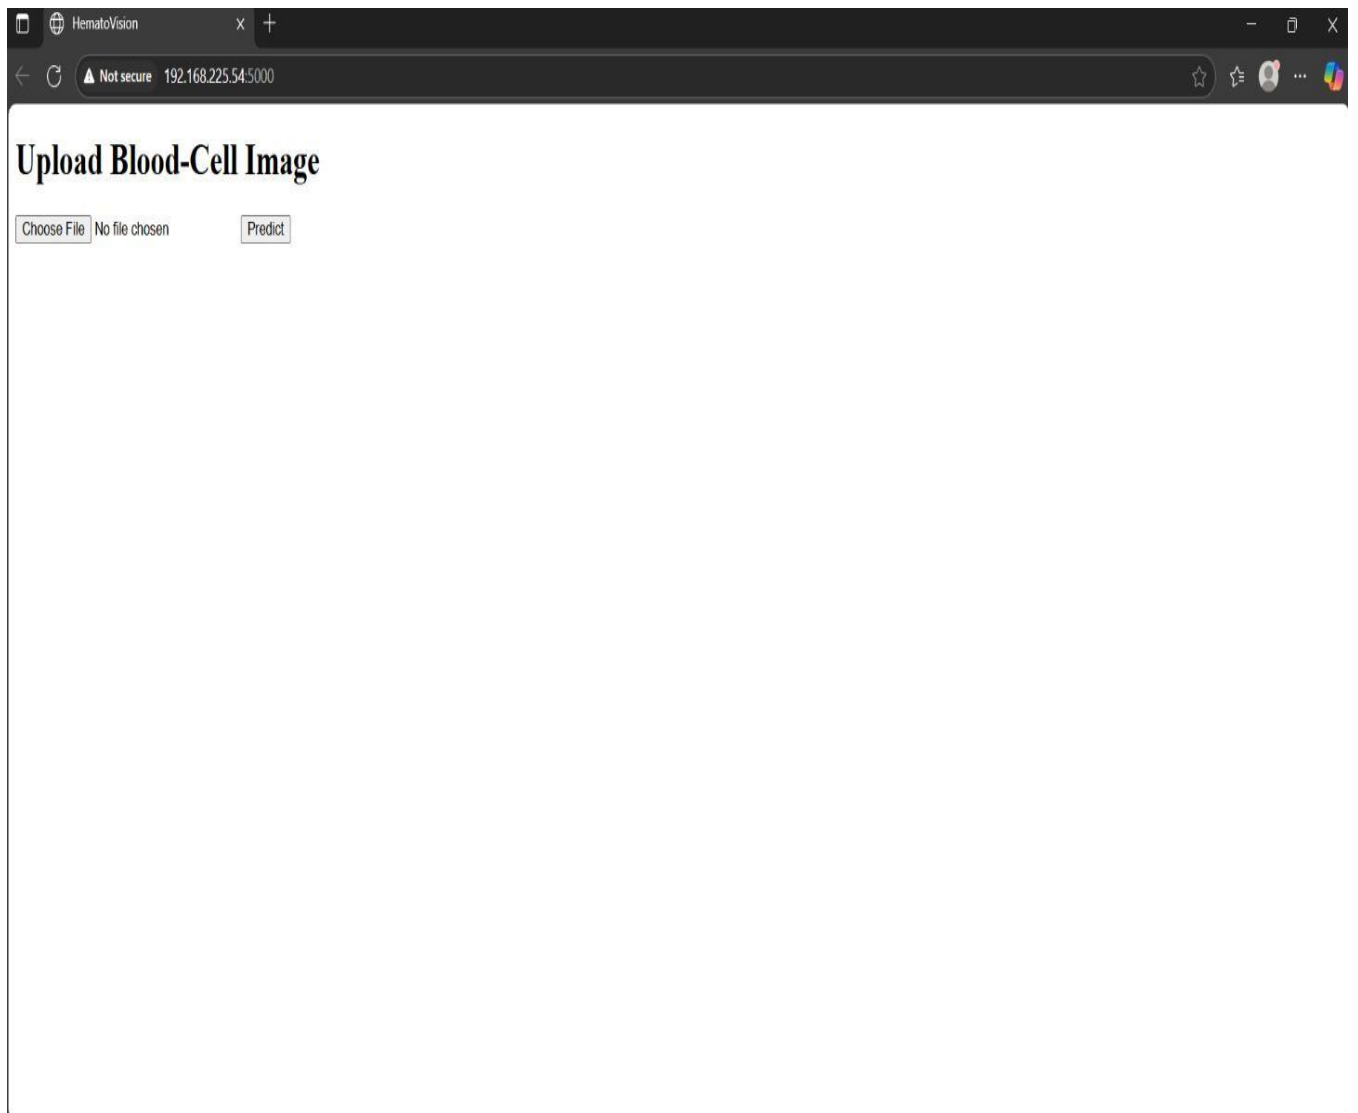 HematoVision
Not secure 192.168.225.54:5000
Upload Blood-Cell Image
Choose File No file chosen Predict